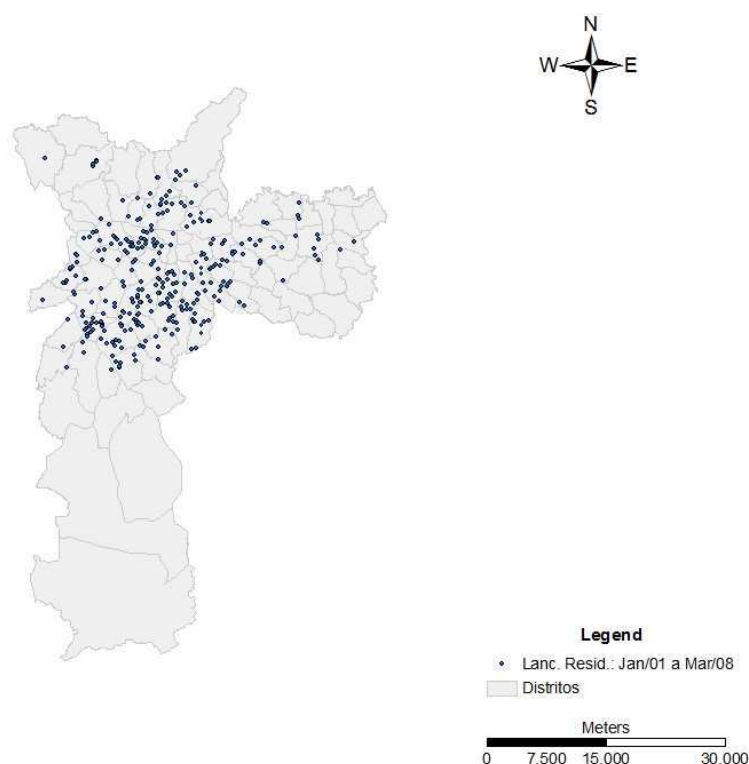 N
W E
S
Legend
Lanc. Resid.: Jan/01 a Mar/08
Distritos
Meters
0 7.500 15.000 30.000